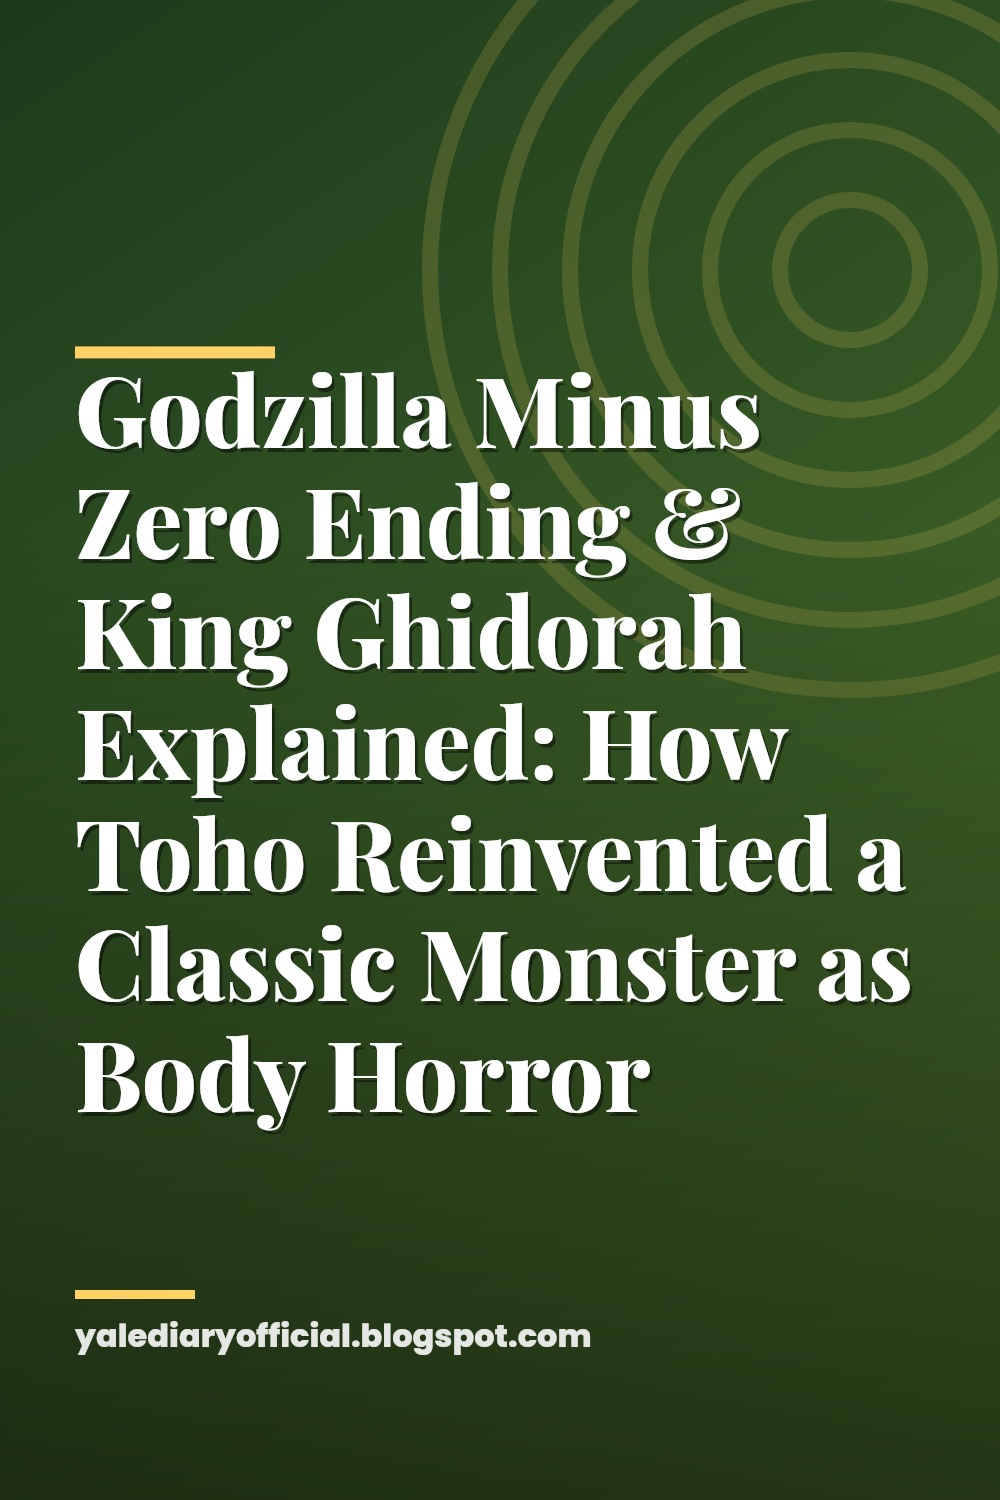 Godzilla Minus
Zero Ending &
King Ghidorah
Explained: How
Toho Reinvented a
Classic Monster as
Body Horror
yalediaryofficial.blogspot.com